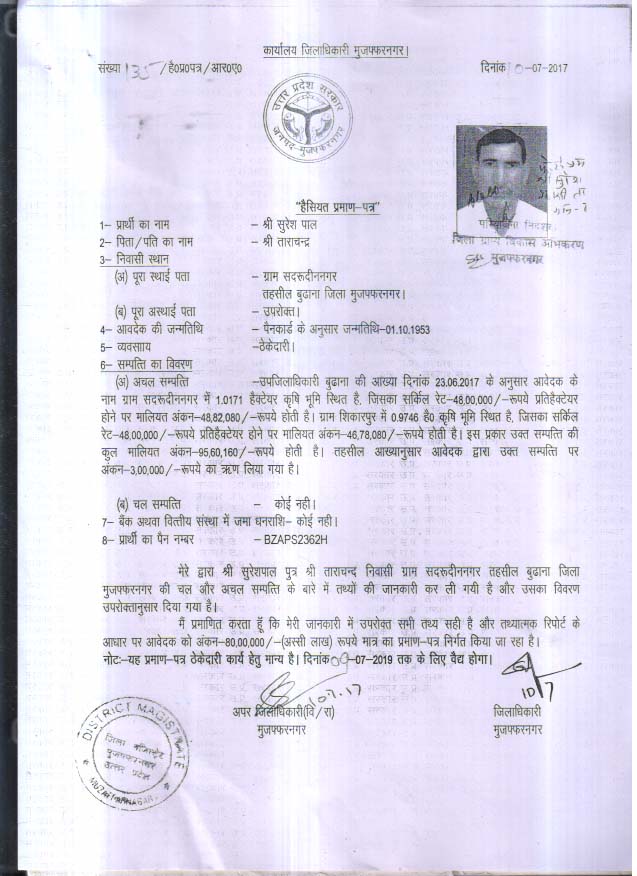 कार्यालय जिलाधिकारी मुजफ्फरनगर।
संख्या 135 /है0प्र0पत्र/आर0ए0 दिनांक 10-07-2017
उत्तर प्रदेश सरकार
जनपद-मुजफ्फरनगर
परियोजना निदेशक
जिला ग्राम्य विकास अभिकरण
मुजफ्फरनगर
"हैसियत प्रमाण-पत्र"
1- प्रार्थी का नाम - श्री सुरेश पाल
2- पिता/पति का नाम - श्री ताराचन्द्र
3- निवासी स्थान
(अ) पूरा स्थाई पता - ग्राम सदरूदीननगर
तहसील बुढाना जिला मुजफ्फरनगर।
(ब) पूरा अस्थाई पता - उपरोक्त।
4- आवदेक की जन्मतिथि - पैनकार्ड के अनुसार जन्मतिथि-01.10.1953
5- व्यवसााय -ठेकेदारी।
6- सम्पत्ति का विवरण
(अ) अचल सम्पत्ति -उपजिलाधिकारी बुढाना की आख्या दिनांक 23.06.2017 के अनुसार आवेदक के
नाम ग्राम सदरूदीननगर में 1.0171 हैक्टेयर कृषि भूमि स्थित है, जिसका सर्किल रेट-48,00,000/-रूपये प्रतिहैक्टेयर
होने पर मालियत अंकन-48,82,080/-रूपये होती है। ग्राम शिकारपुर में 0.9746 है0 कृषि भूमि स्थित है, जिसका सर्किल
रेट-48,00,000/-रूपये प्रतिहैक्टेयर होने पर मालियत अंकन-46,78,080/-रूपये होती है। इस प्रकार उक्त सम्पत्ति की
कुल मालियत अंकन-95,60,160/-रूपये होती है। तहसील आख्यानुसार आवेदक द्वारा उक्त सम्पत्ति पर
अंकन-3,00,000/-रूपये का ऋण लिया गया है।
(ब) चल सम्पत्ति - कोई नही।
7- बैंक अथवा वित्तीय संस्था में जमा धनराशि- कोई नही।
8- प्रार्थी का पैन नम्बर - BZAPS2362H
मेरे द्वारा श्री सुरेशपाल पुत्र श्री ताराचन्द निवासी ग्राम सदरूदीननगर तहसील बुढाना जिला
मुजफ्फरनगर की चल और अचल सम्पत्ति के बारे में तथ्यों की जानकारी कर ली गयी है और उसका विवरण
उपरोक्तानुसार दिया गया है।
मैं प्रमाणित करता हूँ कि मेरी जानकारी में उपरोक्त सभी तथ्य सही है और तथ्यात्मक रिपोर्ट के
आधार पर आवदेक को अंकन-80,00,000/-(अस्सी लाख) रूपये मात्र का प्रमाण-पत्र निर्गत किया जा रहा है।
नोटः-यह प्रमाण-पत्र ठेकेदारी कार्य हेतु मान्य है। दिनांक 09-07-2019 तक के लिए वैद्य होगा।
10/7
अपर जिलाधिकारी(वि/रा) जिलाधिकारी
मुजफ्फरनगर मुजफ्फरनगर
DISTRICT MAGISTRATE
जिला मजिस्ट्रेट
मुजफ्फरनगर
उत्तर प्रदेश
MUZAFFARNAGAR